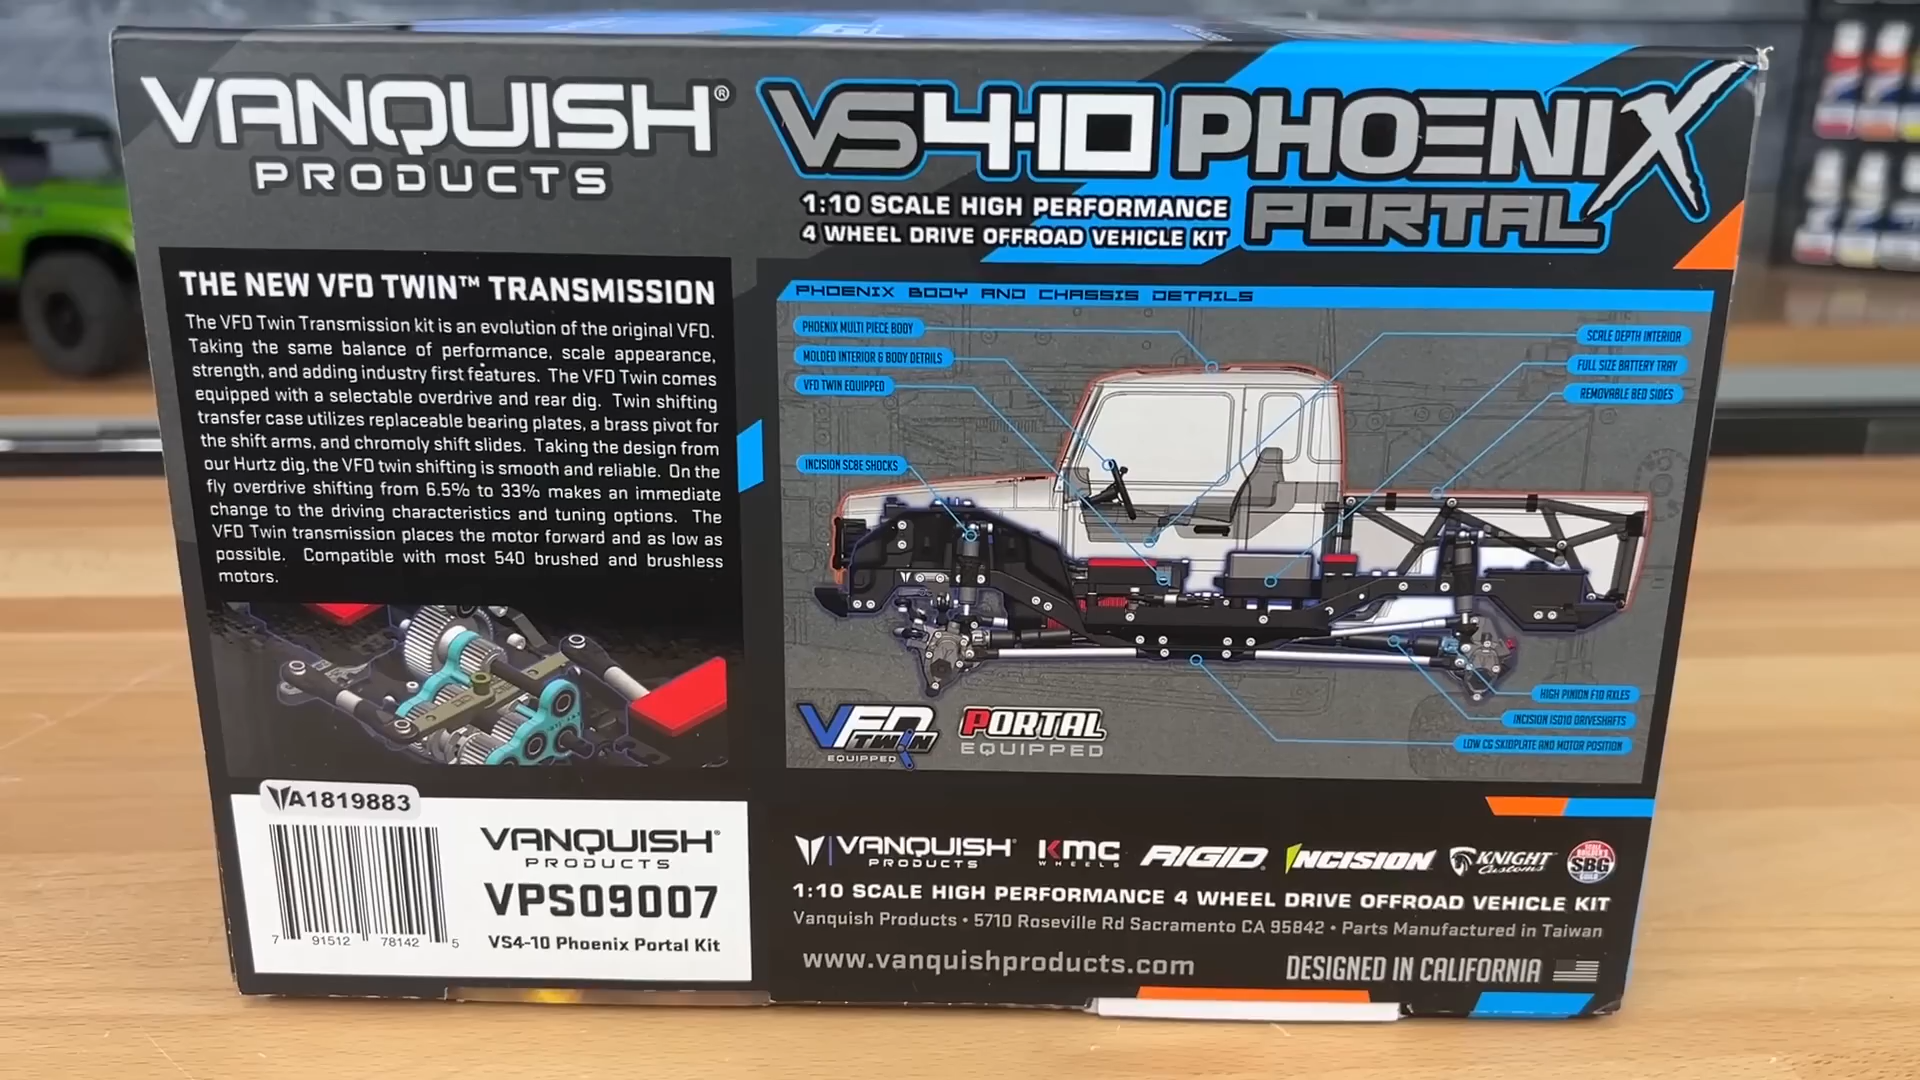 VANQUISH®
PRODUCTS
VS4-10 PHOENIX
PORTAL
1:10 SCALE HIGH PERFORMANCE
4 WHEEL DRIVE OFFROAD VEHICLE KIT
THE NEW VFD TWIN™ TRANSMISSION
The VFD Twin Transmission kit is an evolution of the original VFD.
Taking the same balance of performance, scale appearance,
strength, and adding industry first features. The VFD Twin comes
equipped with a selectable overdrive and rear dig. Twin shifting
transfer case utilizes replaceable bearing plates, a brass pivot for
the shift arms, and chromoly shift slides. Taking the design from
our Hurtz dig, the VFD twin shifting is smooth and reliable. On the
fly overdrive shifting from 6.5% to 33% makes an immediate
change to the driving characteristics and tuning options. The
VFD Twin transmission places the motor forward and as low as
possible. Compatible with most 540 brushed and brushless
motors.
PHOENIX BODY AND CHASSIS DETAILS
PHOENIX MULTI PIECE BODY
MOLDED INTERIOR & BODY DETAILS
VFD TWIN EQUIPPED
INCISION SC8E SHOCKS
SCALE DEPTH INTERIOR
FULL SIZE BATTERY TRAY
REMOVABLE BED SIDES
HIGH PINION F10 AXLES
INCISION ISD10 DRIVESHAFTS
LOW CG SKIDPLATE AND MOTOR POSITION
VFD
TWIN
EQUIPPED
PORTAL
EQUIPPED
VA1819883
VANQUISH®
PRODUCTS
VPS09007
VS4-10 Phoenix Portal Kit
7 91512 78142 5
VANQUISH® PRODUCTS KMC WHEELS RIGID. INCISION KNIGHT Customs SBG
1:10 SCALE HIGH PERFORMANCE 4 WHEEL DRIVE OFFROAD VEHICLE KIT
Vanquish Products • 5710 Roseville Rd Sacramento CA 95842 • Parts Manufactured in Taiwan
www.vanquishproducts.com
DESIGNED IN CALIFORNIA